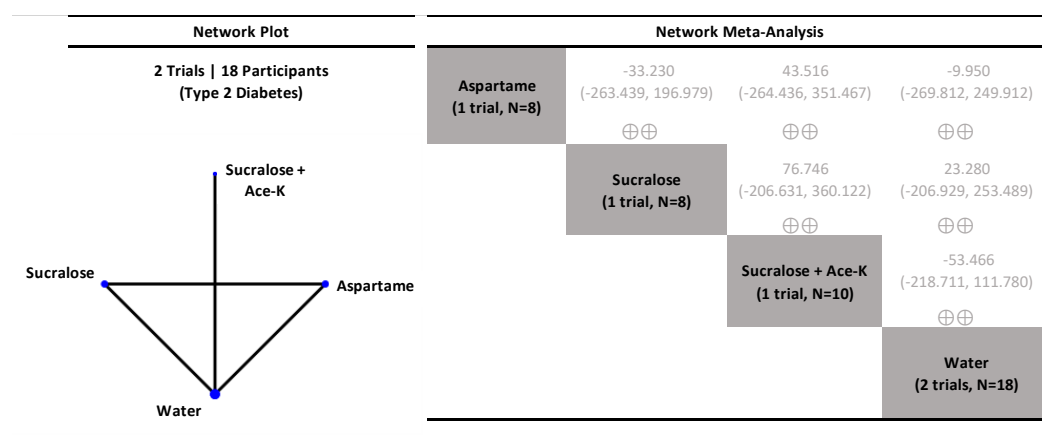 Network Plot
Network Meta-Analysis
2 Trials | 18 Participants
(Type 2 Diabetes)
Sucralose +
Ace-K
Sucralose
Aspartame
Water
Aspartame
(1 trial, N=8)
-33.230
(-263.439, 196.979)
⊕⊕
43.516
(-264.436, 351.467)
⊕⊕
-9.950
(-269.812, 249.912)
⊕⊕
Sucralose
(1 trial, N=8)
76.746
(-206.631, 360.122)
⊕⊕
23.280
(-206.929, 253.489)
⊕⊕
Sucralose + Ace-K
(1 trial, N=10)
-53.466
(-218.711, 111.780)
⊕⊕
Water
(2 trials, N=18)